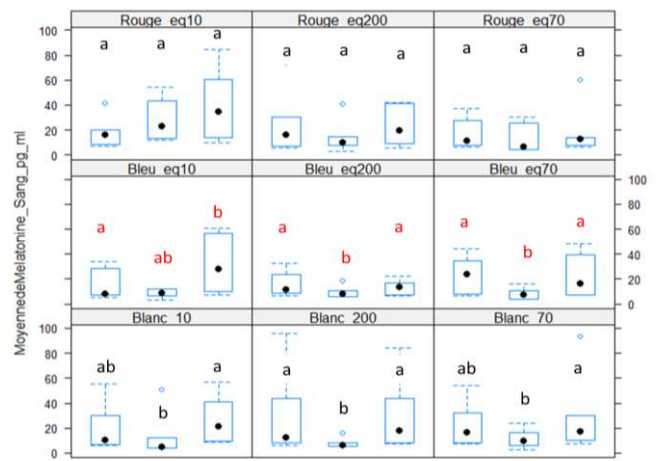 Rouge_eq10 Rouge_eq200 Rouge_eq70
100 a a a a a a a a a
80
60
40
20
0
Bleu_eq10 Bleu_eq200 Bleu_eq70
a ab b a b a a b a
100
80
60
40
20
0
Blanc_10 Blanc_200 Blanc_70
100
80
60
40
20
0
ab b a a b a ab b a
MoyennedeMelatonine_Sang_pg_ml